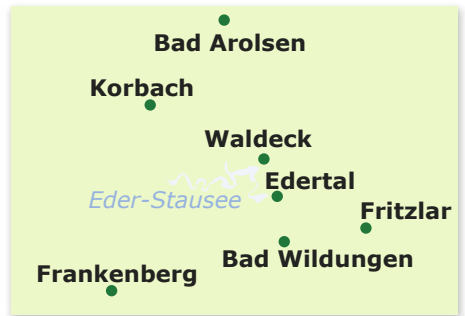 Bad Arolsen
Korbach
Waldeck
Edertal
Eder-Stausee
Fritzlar
Bad Wildungen
Frankenberg